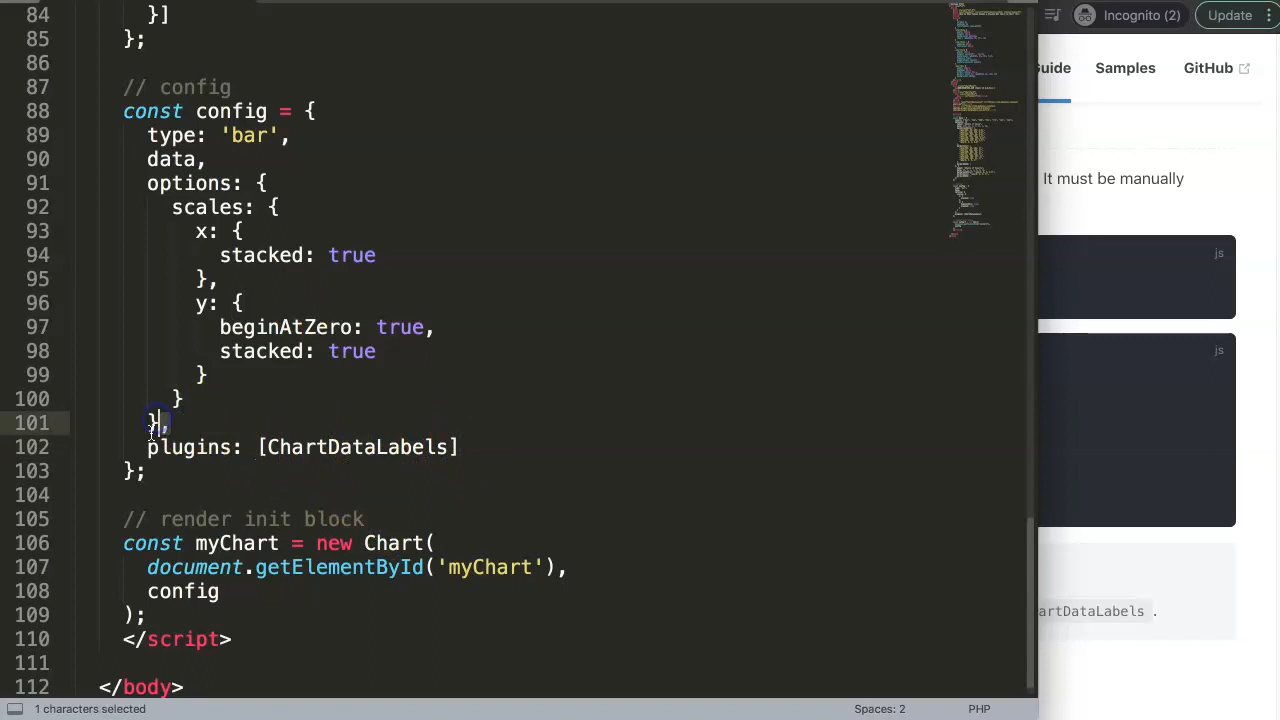 84 }]
85 };
86
87 // config
88 const config = {
89 type: 'bar',
90 data,
91 options: {
92 scales: {
93 x: {
94 stacked: true
95 },
96 y: {
97 beginAtZero: true,
98 stacked: true
99 }
100 }
101 },
102 plugins: [ChartDataLabels]
103 };
104
105 // render init block
106 const myChart = new Chart(
107 document.getElementById('myChart'),
108 config
109 );
110 </script>
111
112 </body>
1 characters selected Spaces: 2 PHP
Incognito (2) Update
Guide Samples GitHub
It must be manually
js
js
artDataLabels .